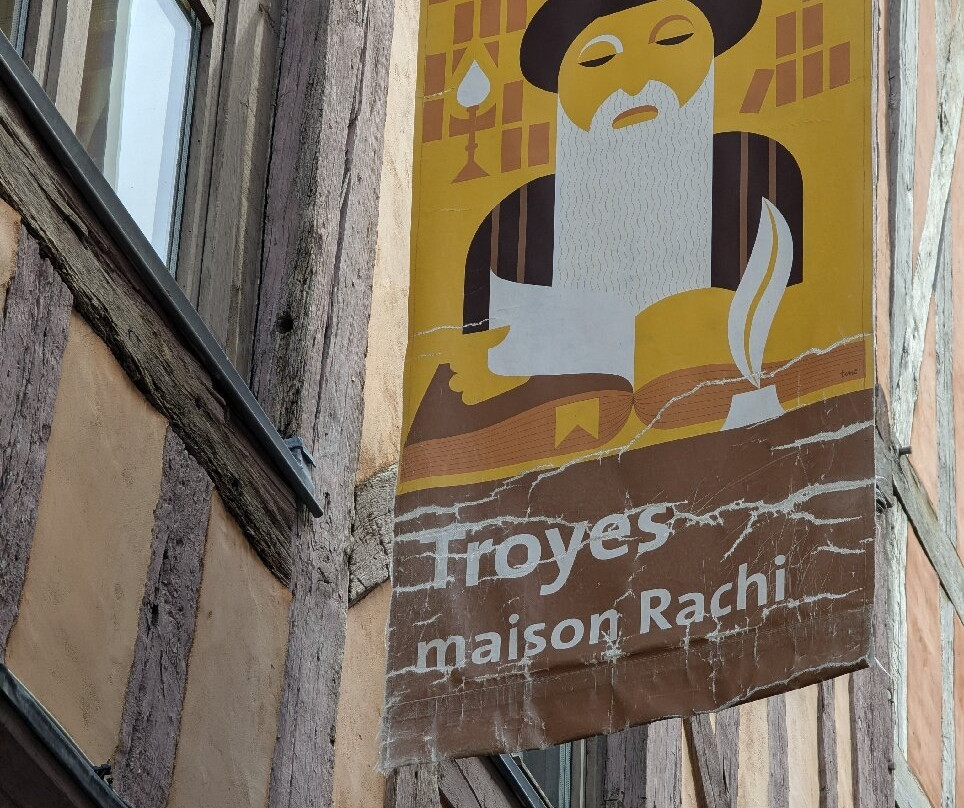 Troyes
maison Rachi